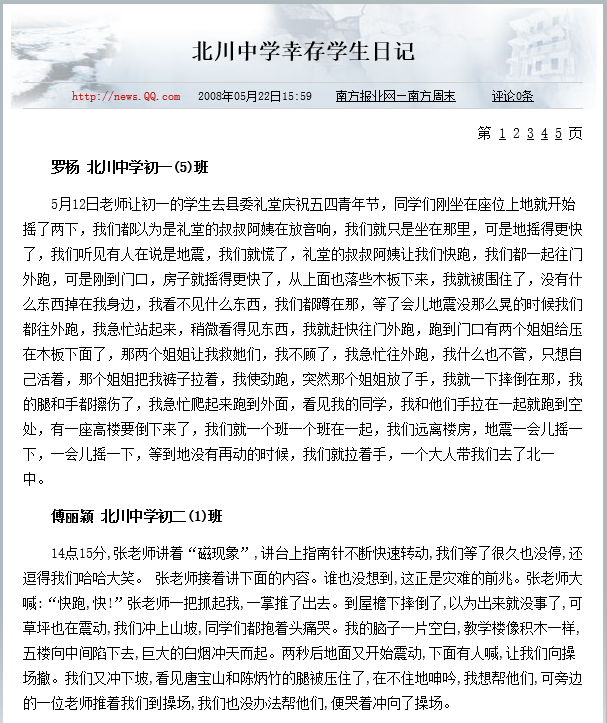 北川中学幸存学生日记
http://news.QQ.com 2008年05月22日15:59 南方报业网-南方周末 评论0条
第 1 2 3 4 5 页
罗杨 北川中学初一(5)班
5月12日老师让初一的学生去县委礼堂庆祝五四青年节，同学们刚坐在座位上地就开始
摇了两下，我们都以为是礼堂的叔叔阿姨在放音响，我们就只是坐在那里，可是地摇得更快
了，我们听见有人在说是地震，我们就慌了，礼堂的叔叔阿姨让我们快跑，我们都一起往门
外跑，可是刚到门口，房子就摇得更快了，从上面也落些木板下来，我就被围住了，没有什
么东西掉在我身边，我看不见什么东西，我们都蹲在那，等了会儿地震没那么晃的时候我们
都往外跑，我急忙站起来，稍微看得见东西，我就赶快往门外跑，跑到门口有两个姐姐给压
在木板下面了，那两个姐姐让我救她们，我不顾了，我急忙往外跑，我什么也不管，只想自
己活着，那个姐姐把我裤子拉着，我使劲跑，突然那个姐姐放了手，我就一下摔倒在那，我
的腿和手都擦伤了，我急忙爬起来跑到外面，看见我的同学，我和他们手拉在一起就跑到空
处，有一座高楼要倒下来了，我们就一个班一个班在一起，我们远离楼房，地震一会儿摇一
下，一会儿摇一下，等到地没有再动的时候，我们就拉着手，一个大人带我们去了北一
中。
傅丽颖 北川中学初二(1)班
14点15分,张老师讲着“磁现象”,讲台上指南针不断快速转动,我们等了很久也没停,还
逗得我们哈哈大笑。 张老师接着讲下面的内容。谁也没想到,这正是灾难的前兆。张老师大
喊:“快跑,快!”张老师一把抓起我,一掌推了出去。到屋檐下摔倒了,以为出来就没事了,可
草坪也在震动,我们冲上山坡,同学们都抱着头痛哭。我的脑子一片空白,教学楼像积木一样,
五楼向中间陷下去,巨大的白烟冲天而起。两秒后地面又开始震动,下面有人喊,让我们向操
场撤。我们又冲下坡,看见唐宝山和陈炳竹的腿被压住了,在不住地呻吟,我想帮他们,可旁边
的一位老师推着我们到操场,我们也没办法帮他们,便哭着冲向了操场。